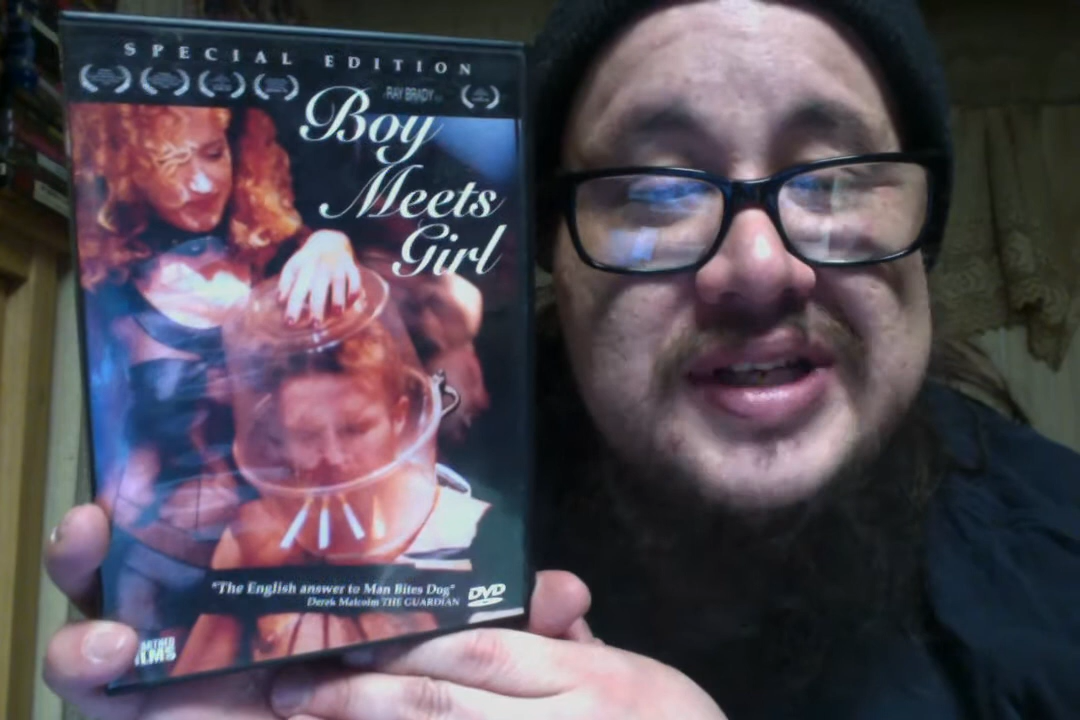 SPECIAL EDITION
RAY BRADY
Boy
Meets
Girl
"The English answer to Man Bites Dog"
Derek Malcolm THE GUARDIAN
DVD